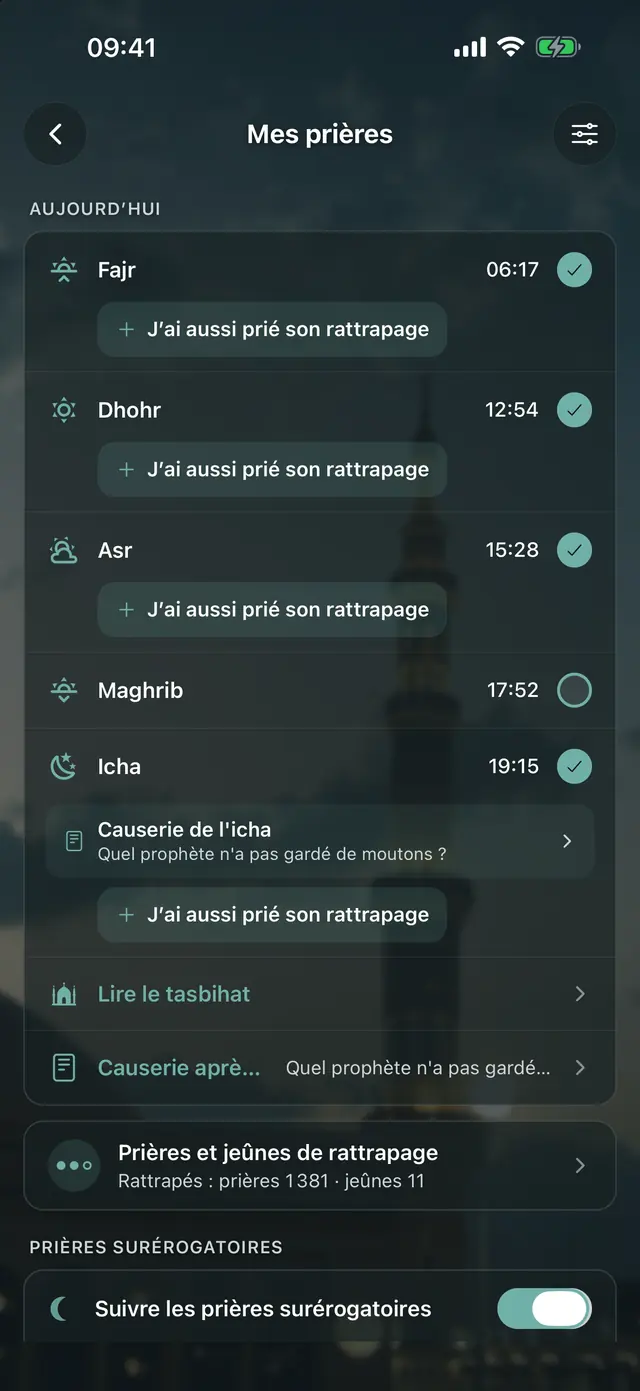 09:41
Mes prières
AUJOURD’HUI
Fajr 06:17
+ J’ai aussi prié son rattrapage
Dhohr 12:54
+ J’ai aussi prié son rattrapage
Asr 15:28
+ J’ai aussi prié son rattrapage
Maghrib 17:52
Icha 19:15
Causerie de l'icha
Quel prophète n'a pas gardé de moutons ?
+ J’ai aussi prié son rattrapage
Lire le tasbihat
Causerie aprè... Quel prophète n'a pas gardé...
Prières et jeûnes de rattrapage
Rattrapés : prières 1 381 · jeûnes 11
PRIÈRES SURÉROGATOIRES
Suivre les prières surérogatoires